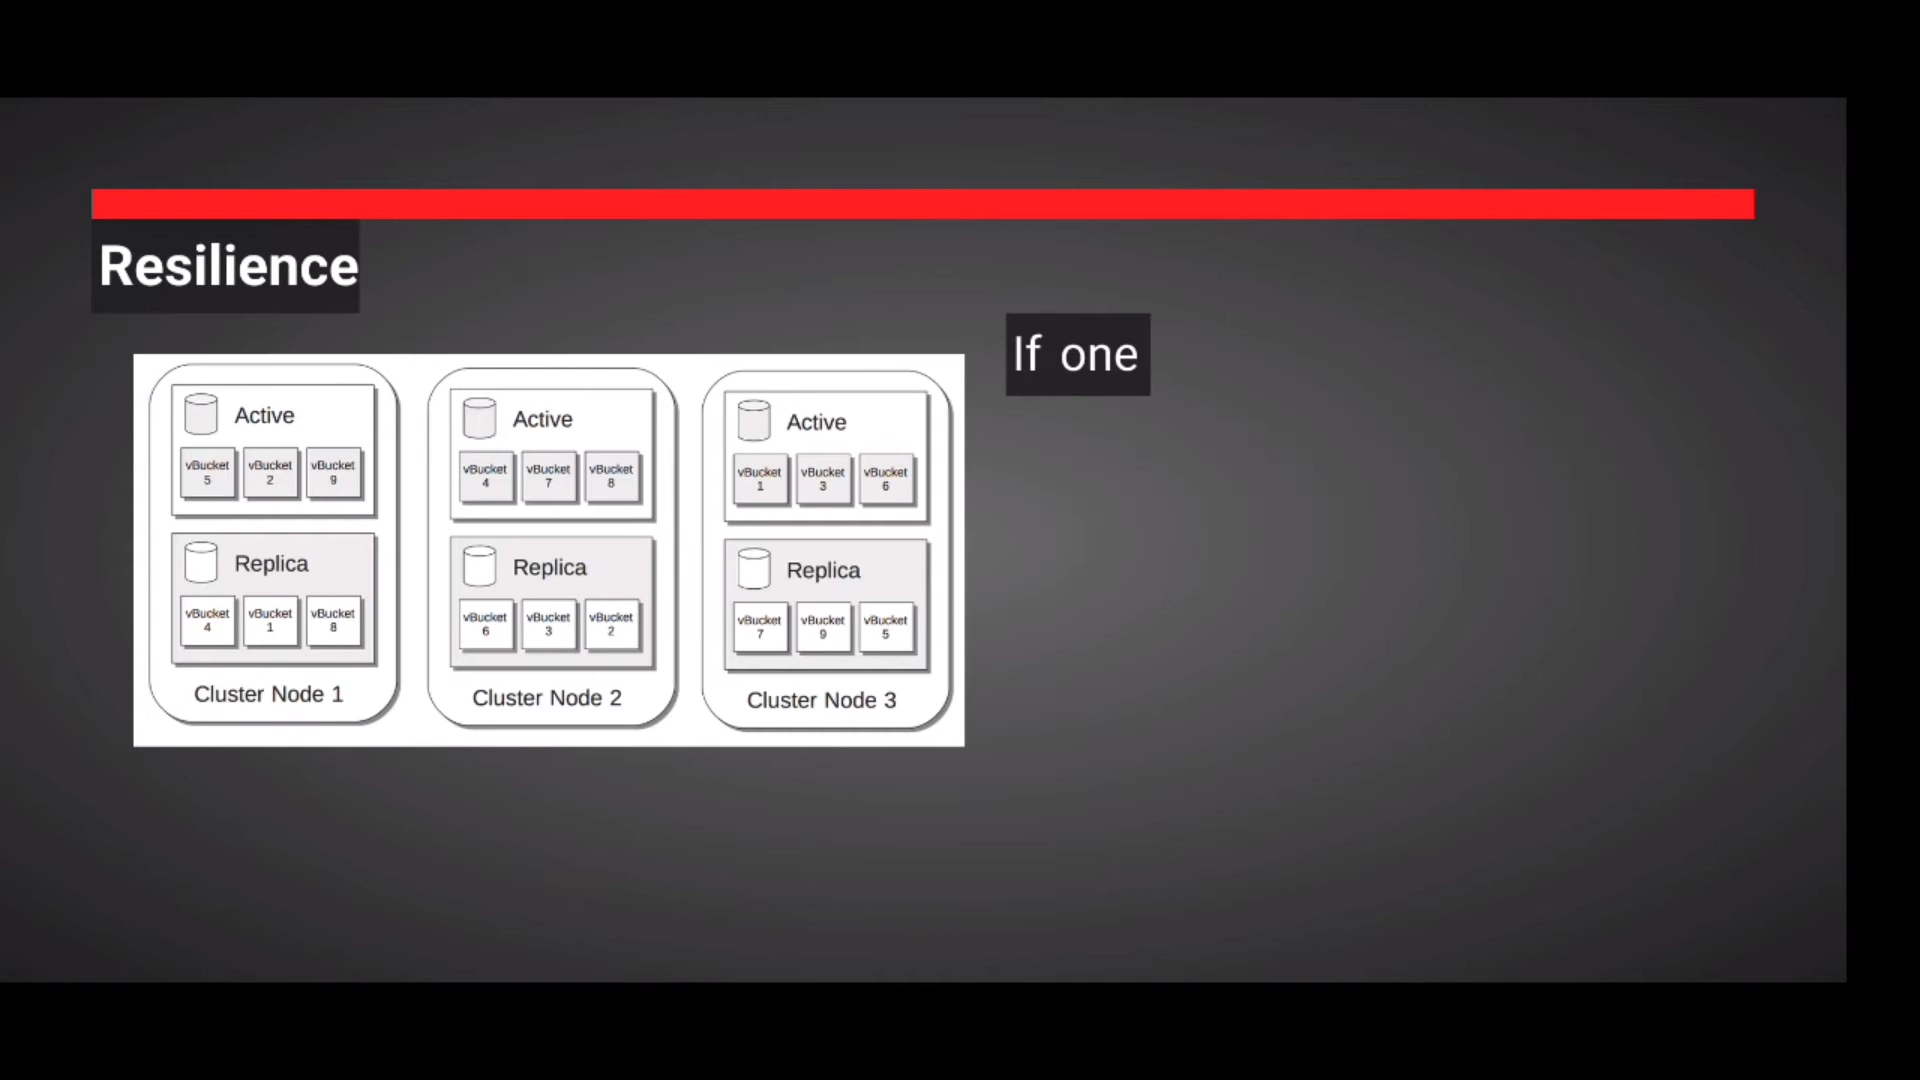 Resilience
If one
Active
vBucket 5
vBucket 2
vBucket 9
Replica
vBucket 4
vBucket 1
vBucket 8
Cluster Node 1
Active
vBucket 4
vBucket 7
vBucket 8
Replica
vBucket 6
vBucket 3
vBucket 2
Cluster Node 2
Active
vBucket 1
vBucket 3
vBucket 6
Replica
vBucket 7
vBucket 9
vBucket 5
Cluster Node 3